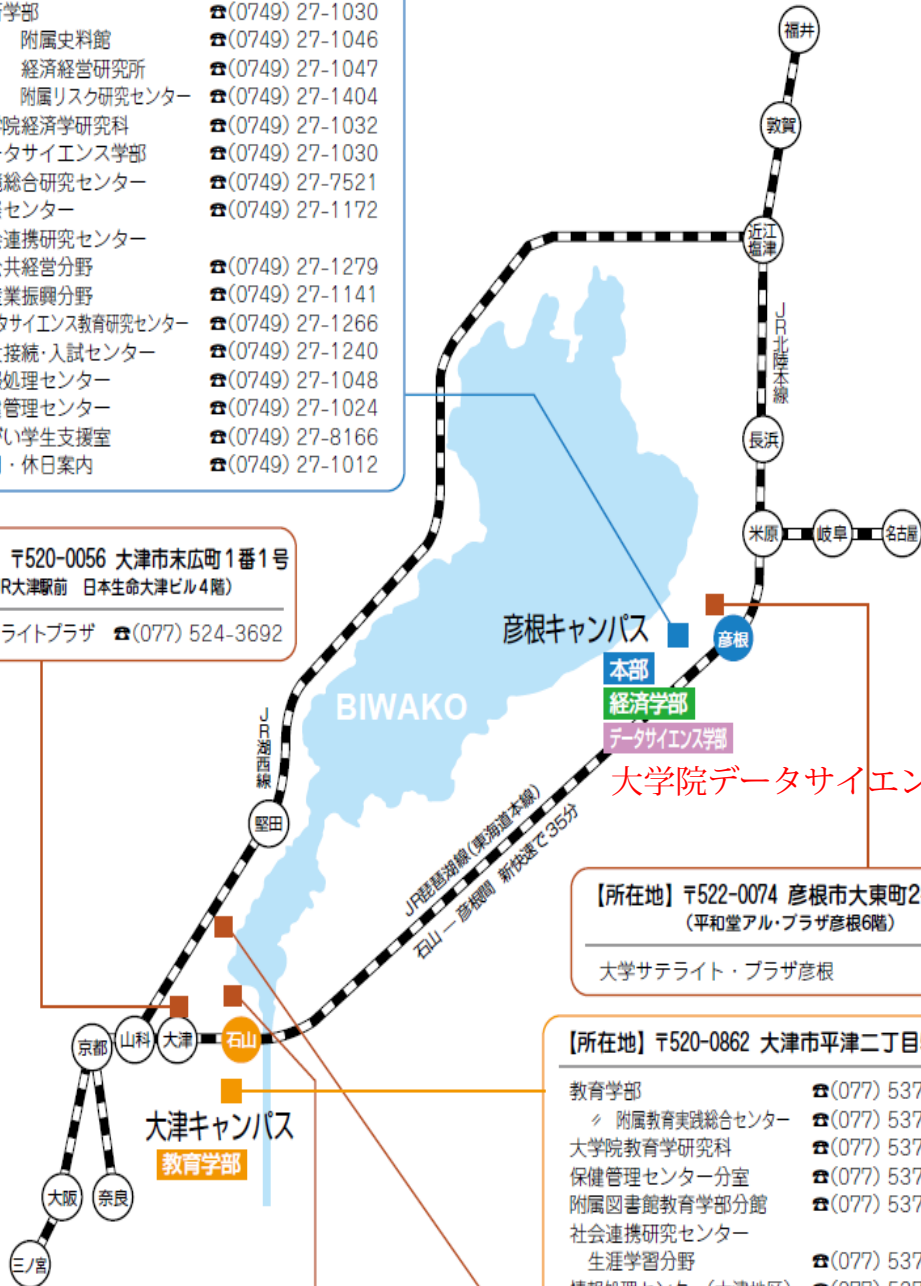 学部 ☎(0749) 27-1030
附属史料館 ☎(0749) 27-1046
経済経営研究所 ☎(0749) 27-1047
附属リスク研究センター ☎(0749) 27-1404
院経済学研究科 ☎(0749) 27-1032
タサイエンス学部 ☎(0749) 27-1030
総合研究センター ☎(0749) 27-7521
センター ☎(0749) 27-1172
連携研究センター
共経営分野 ☎(0749) 27-1279
業振興分野 ☎(0749) 27-1141
タサイエンス教育研究センター ☎(0749) 27-1266
接続・入試センター ☎(0749) 27-1240
処理センター ☎(0749) 27-1048
管理センター ☎(0749) 27-1024
がい学生支援室 ☎(0749) 27-8166
・休日案内 ☎(0749) 27-1012
福井
敦賀
近江塩津
JR北陸本線
長浜
米原 岐阜 名古屋
〒520-0056 大津市末広町1番1号
JR大津駅前 日本生命大津ビル4階)
ライトプラザ ☎(077) 524-3692
彦根キャンパス
彦根
本部
経済学部
データサイエンス学部
大学院データサイエン
BIWAKO
JR湖西線
堅田
JR琵琶湖線(東海道本線)
石山―彦根間 新快速で35分
【所在地】〒522-0074 彦根市大東町2
(平和堂アル・プラザ彦根6階)
大学サテライト・プラザ彦根
京都 山科 大津 石山
大津キャンパス
教育学部
大阪 奈良
三ノ宮
【所在地】〒520-0862 大津市平津二丁目
教育学部 ☎(077) 537
〃 附属教育実践総合センター ☎(077) 537
大学院教育学研究科 ☎(077) 537
保健管理センター分室 ☎(077) 537
附属図書館教育学部分館 ☎(077) 537
社会連携研究センター
生涯学習分野 ☎(077) 537